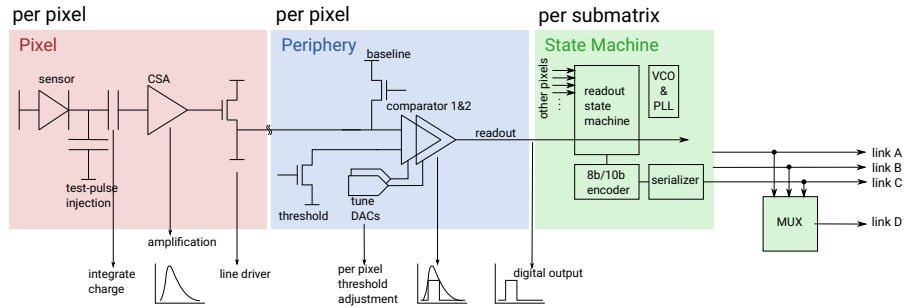 per pixel
per pixel
per submatrix
Pixel
Periphery
State Machine
baseline
sensor
CSA
comparator 1&2
other pixels
...
readout
state
machine
VCO
&
PLL
readout
test-pulse
injection
threshold
tune
DACs
8b/10b
encoder
serializer
link A
link B
link C
MUX
link D
amplification
integrate
charge
line driver
per pixel
threshold
adjustment
digital output